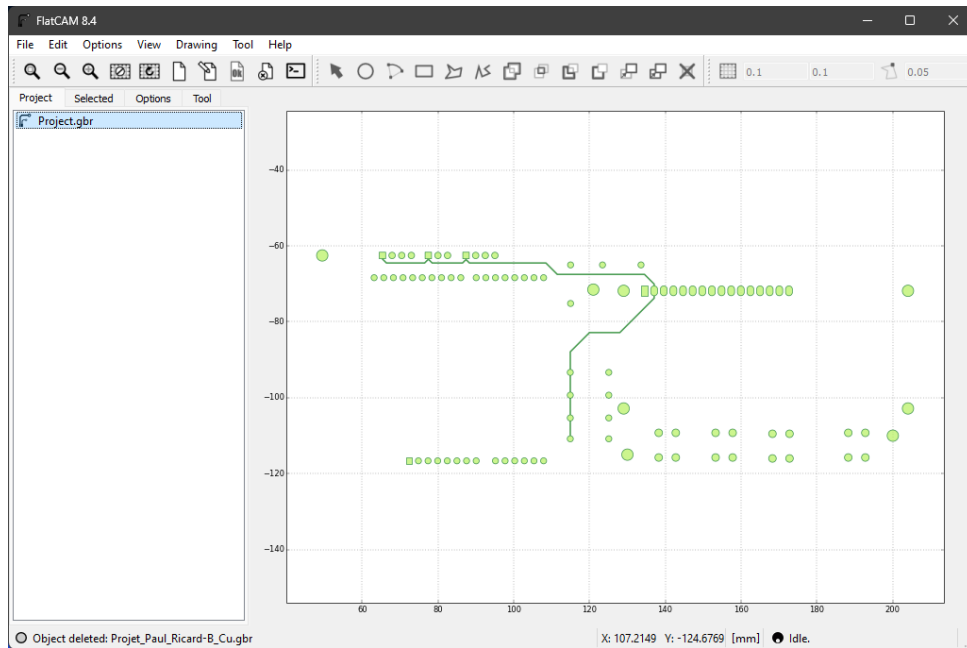 FlatCAM 8.4
File Edit Options View Drawing Tool Help
Ok 0.1 0.1 0.05
Project Selected Options Tool
Project.gbr
−40
−60
−80
−100
−120
−140
60 80 100 120 140 160 180 200
Object deleted: Projet_Paul_Ricard-B_Cu.gbr X: 107.2149 Y: -124.6769 [mm] Idle.